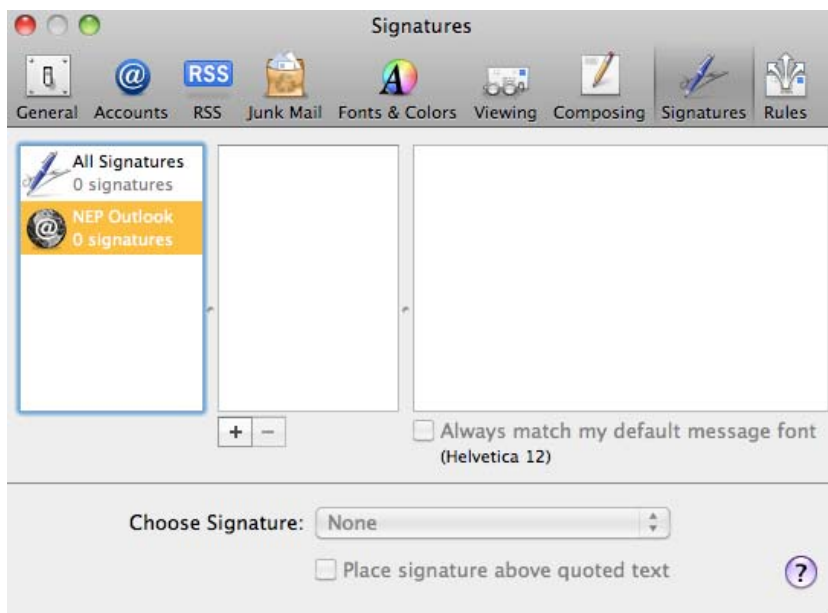 Signatures
General Accounts RSS Junk Mail Fonts & Colors Viewing Composing Signatures Rules
RSS
All Signatures
0 signatures
NEP Outlook
0 signatures
+ −
Always match my default message font
(Helvetica 12)
Choose Signature: None
Place signature above quoted text
?